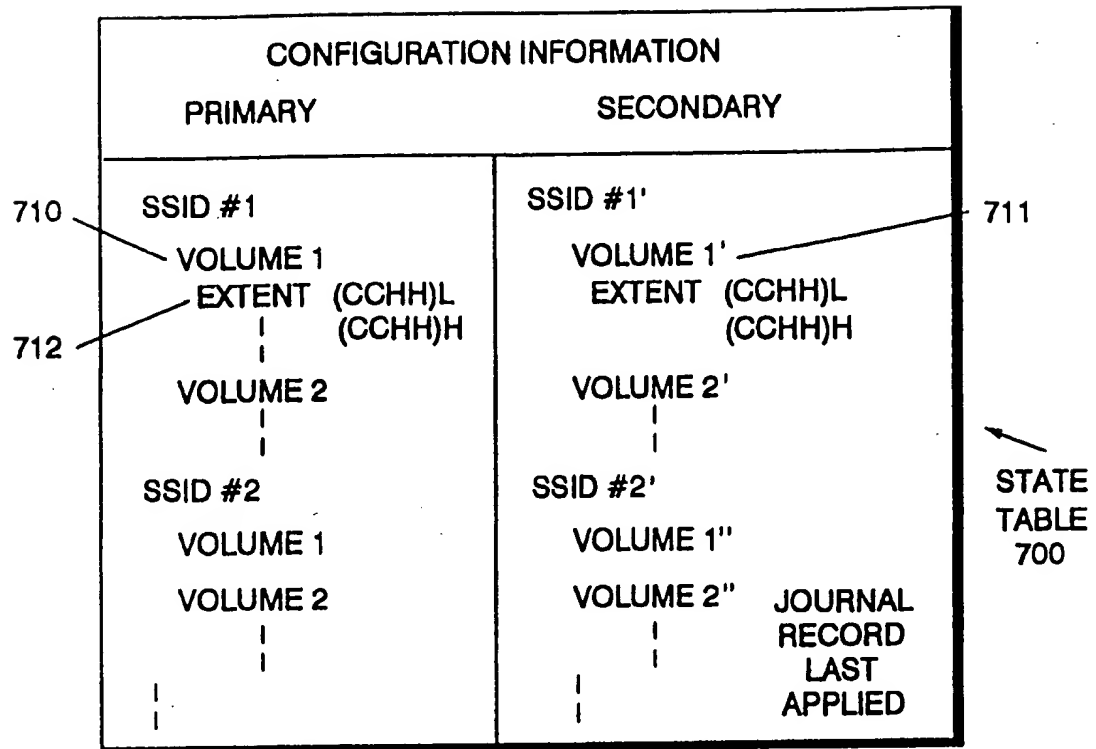 CONFIGURATION INFORMATION
PRIMARY SECONDARY
SSID #1 SSID #1'
710 711
VOLUME 1 VOLUME 1'
EXTENT (CCHH)L EXTENT (CCHH)L
(CCHH)H (CCHH)H
712
VOLUME 2 VOLUME 2'
SSID #2 SSID #2'
STATE
TABLE
700
VOLUME 1 VOLUME 1"
VOLUME 2 VOLUME 2"
JOURNAL
RECORD
LAST
APPLIED